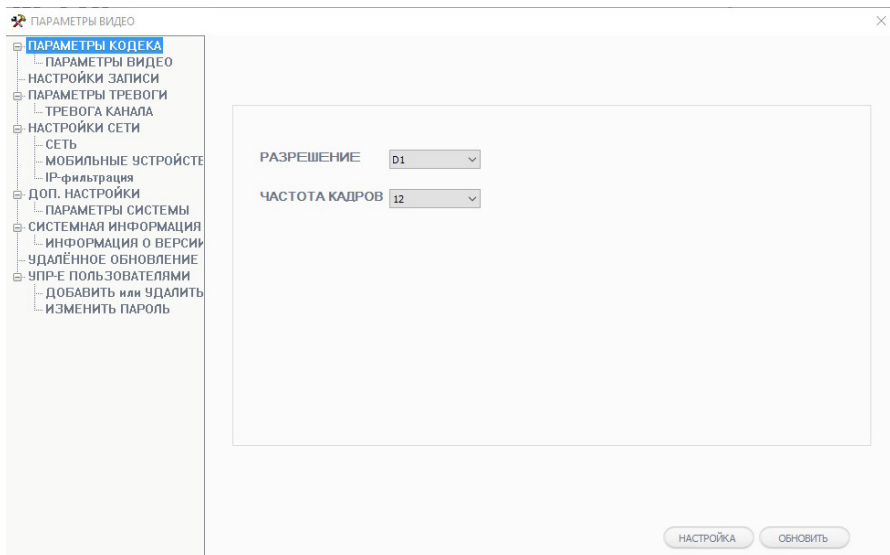 ПАРАМЕТРЫ ВИДЕО
ПАРАМЕТРЫ КОДЕКА
ПАРАМЕТРЫ ВИДЕО
НАСТРОЙКИ ЗАПИСИ
ПАРАМЕТРЫ ТРЕВОГИ
ТРЕВОГА КАНАЛА
НАСТРОЙКИ СЕТИ
СЕТЬ
МОБИЛЬНЫЕ УСТРОЙСТЕ
IP-фильтрация
ДОП. НАСТРОЙКИ
ПАРАМЕТРЫ СИСТЕМЫ
СИСТЕМНАЯ ИНФОРМАЦИЯ
ИНФОРМАЦИЯ О ВЕРСИИ
УДАЛЁННОЕ ОБНОВЛЕНИЕ
УПР-Е ПОЛЬЗОВАТЕЛЯМИ
ДОБАВИТЬ или УДАЛИТЬ
ИЗМЕНИТЬ ПАРОЛЬ
РАЗРЕШЕНИЕ D1
ЧАСТОТА КАДРОВ 12
НАСТРОЙКА ОБНОВИТЬ